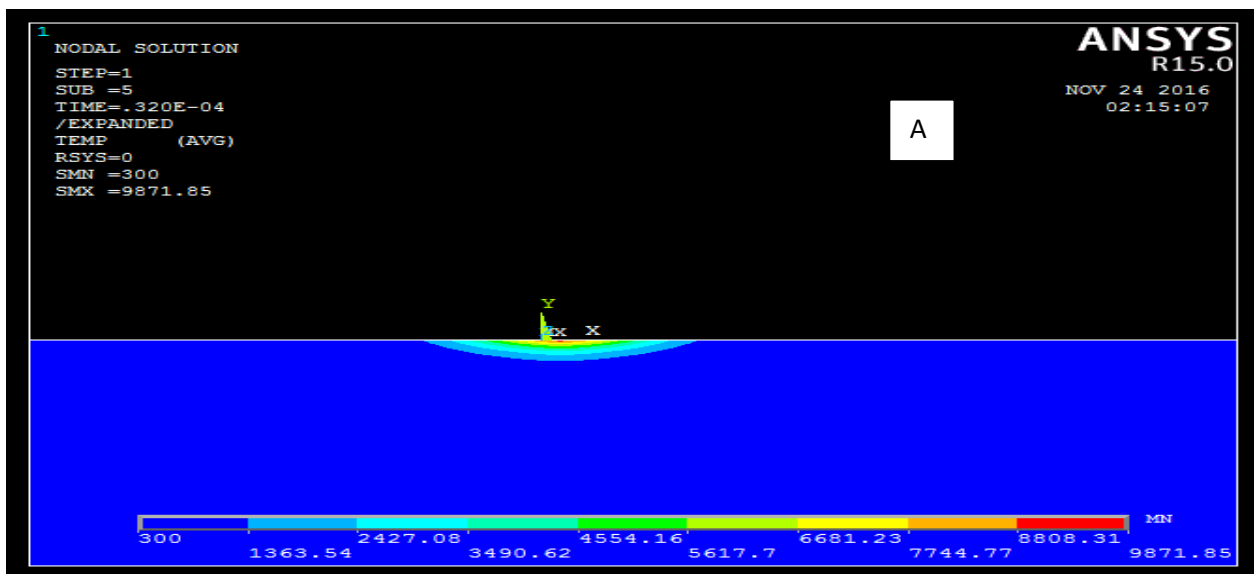 1
NODAL SOLUTION
STEP=1
SUB =5
TIME=.320E-04
/EXPANDED
TEMP (AVG)
RSYS=0
SMN =300
SMX =9871.85
ANSYS
R15.0
NOV 24 2016
02:15:07
A
Y
MX X
MN
300 2427.08 4554.16 6681.23 8808.31
1363.54 3490.62 5617.7 7744.77 9871.85